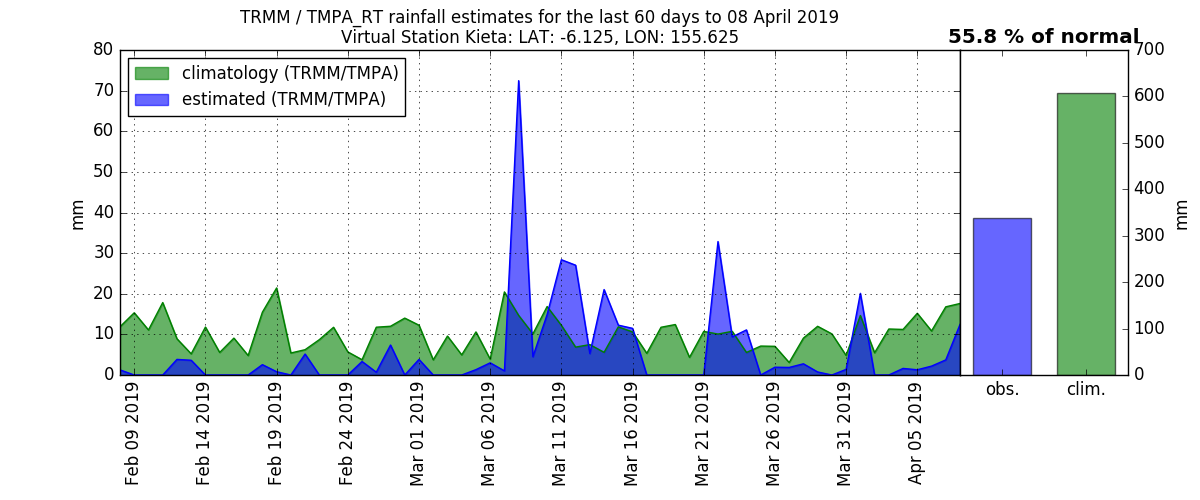 TRMM / TMPA_RT rainfall estimates for the last 60 days to 08 April 2019
Virtual Station Kieta: LAT: -6.125, LON: 155.625
55.8 % of normal
climatology (TRMM/TMPA)
estimated (TRMM/TMPA)
80
70
60
50
40
30
20
10
0
mm
700
600
500
400
300
200
100
0
mm
Feb 09 2019
Feb 14 2019
Feb 19 2019
Feb 24 2019
Mar 01 2019
Mar 06 2019
Mar 11 2019
Mar 16 2019
Mar 21 2019
Mar 26 2019
Mar 31 2019
Apr 05 2019
obs.
clim.